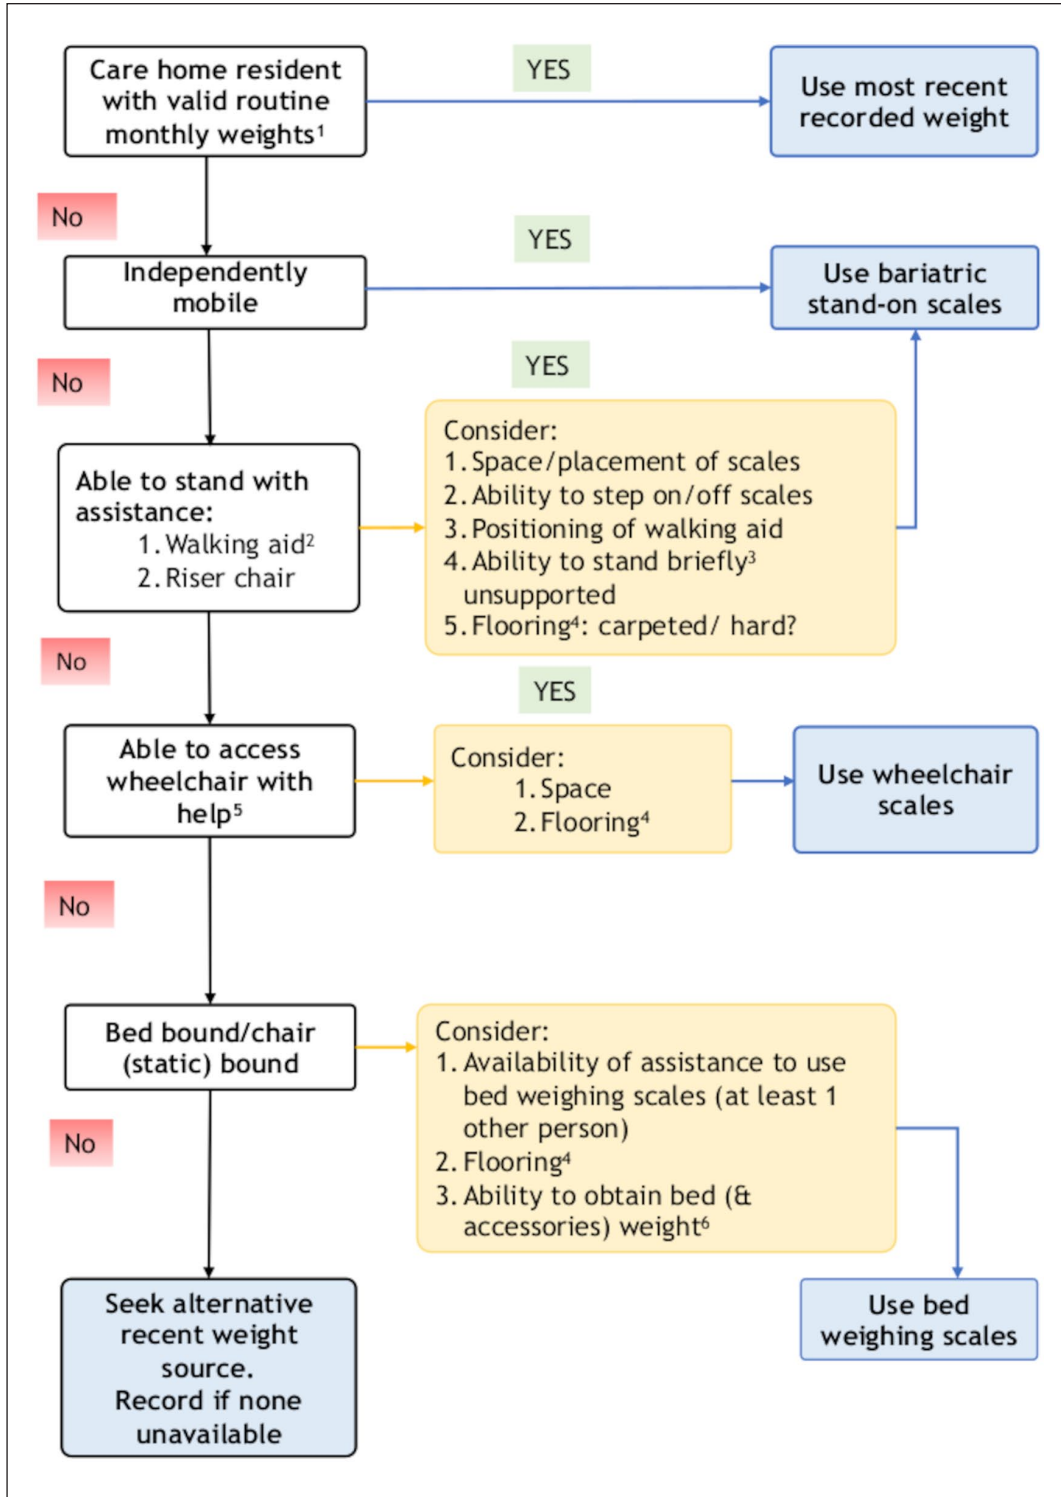 Care home resident
with valid routine
monthly weights¹
YES
Use most recent
recorded weight
No
Independently
mobile
YES
Use bariatric
stand-on scales
No
YES
Able to stand with
assistance:
1. Walking aid²
2. Riser chair
Consider:
1. Space/placement of scales
2. Ability to step on/off scales
3. Positioning of walking aid
4. Ability to stand briefly³
unsupported
5. Flooring⁴: carpeted/ hard?
No
YES
Able to access
wheelchair with
help⁵
Consider:
1. Space
2. Flooring⁴
Use wheelchair
scales
No
Bed bound/chair
(static) bound
Consider:
1. Availability of assistance to use
bed weighing scales (at least 1
other person)
2. Flooring⁴
3. Ability to obtain bed (&
accessories) weight⁶
No
Use bed
weighing scales
Seek alternative
recent weight
source.
Record if none
unavailable